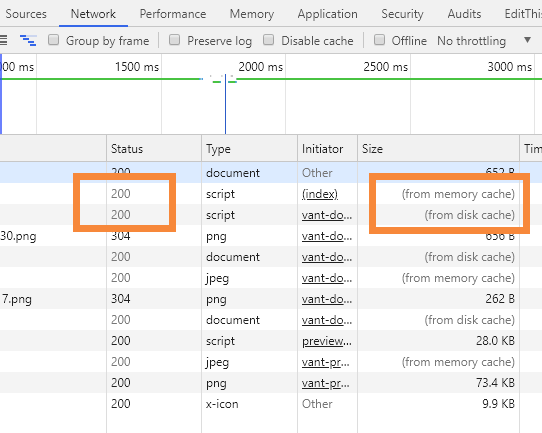 Sources Network Performance Memory Application Security Audits EditThis
Group by frame Preserve log Disable cache Offline No throttling ▼
00 ms 1500 ms 2000 ms 2500 ms 3000 ms
Status Type Initiator Size Tim
200 document Other 652 B
200 script (index) (from memory cache)
200 script vant-do... (from disk cache)
30.png 304 png vant-do... 656 B
200 document vant-do... (from disk cache)
200 jpeg vant-do... (from memory cache)
7.png 304 png vant-do... 262 B
200 document vant-do... (from disk cache)
200 script preview... 28.0 KB
200 jpeg vant-pr... (from memory cache)
200 png vant-pr... 73.4 KB
200 x-icon Other 9.9 KB